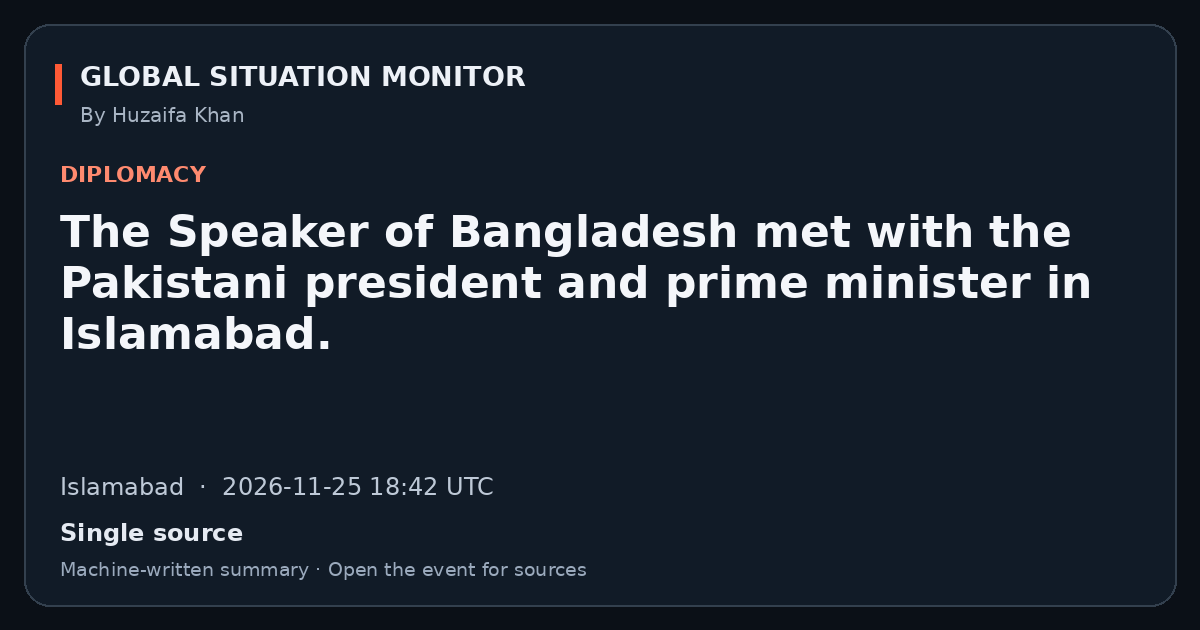 GLOBAL SITUATION MONITOR
By Huzaifa Khan
DIPLOMACY
The Speaker of Bangladesh met with the
Pakistani president and prime minister in
Islamabad.
Islamabad · 2026-11-25 18:42 UTC
Single source
Machine-written summary · Open the event for sources